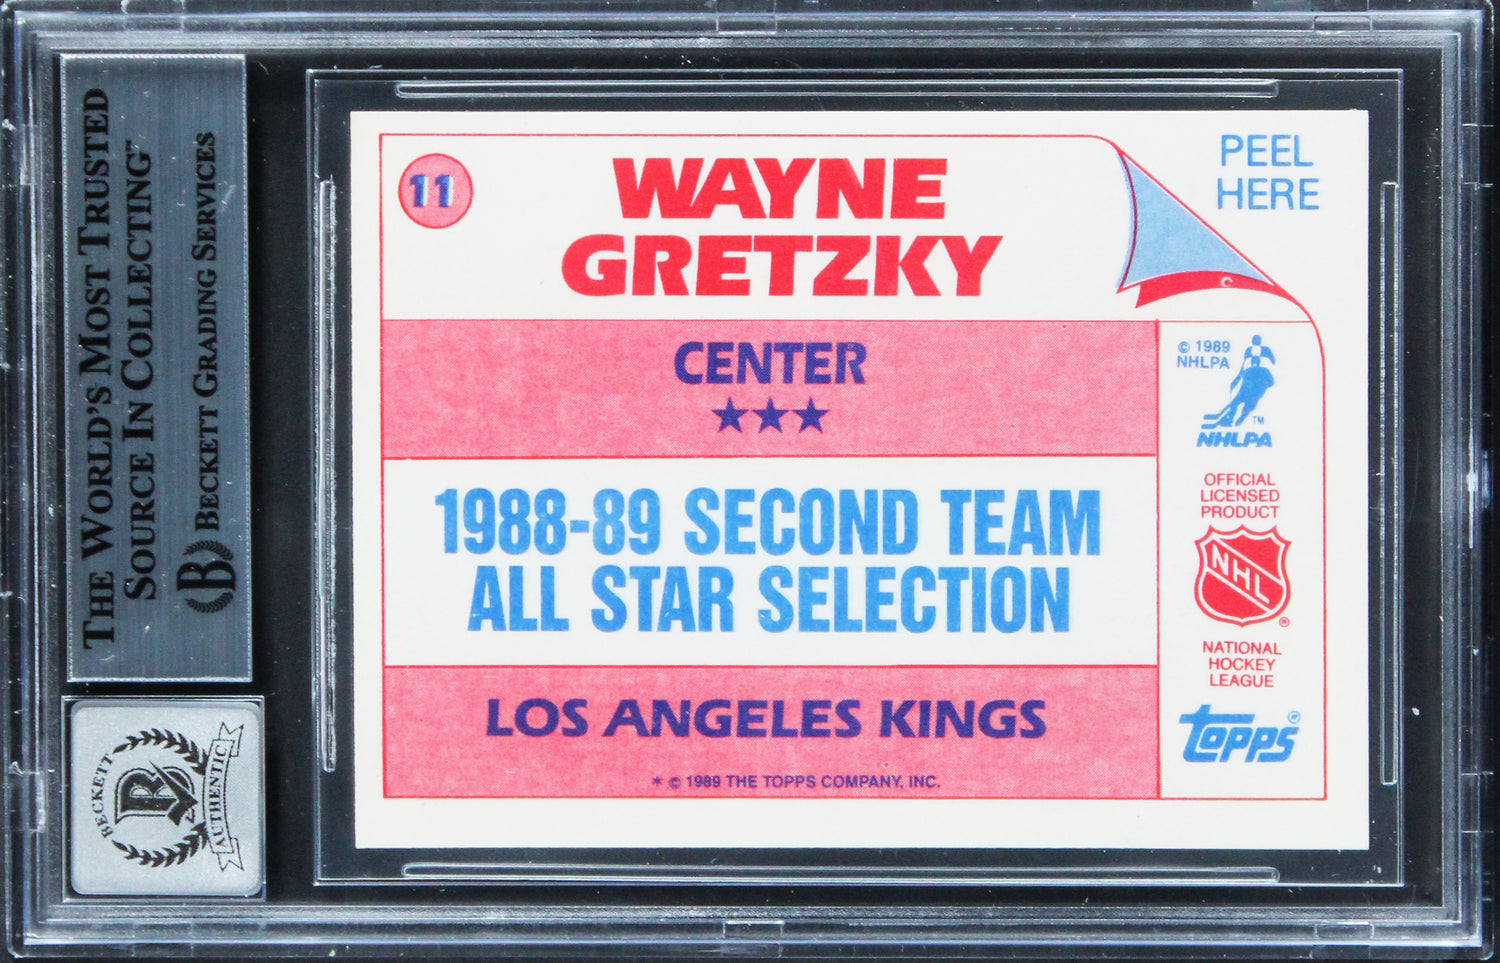 THE WORLD'S MOST TRUSTED
SOURCE IN COLLECTING™
B BECKETT GRADING SERVICES
BECKETT
B
AUTHENTIC
11
WAYNE
GRETZKY
PEEL
HERE
CENTER
★★★
© 1989
NHLPA
TM
NHLPA
1988-89 SECOND TEAM
ALL STAR SELECTION
OFFICIAL
LICENSED
PRODUCT
NHL
®
NATIONAL
HOCKEY
LEAGUE
LOS ANGELES KINGS
topps®
* © 1989 THE TOPPS COMPANY, INC.